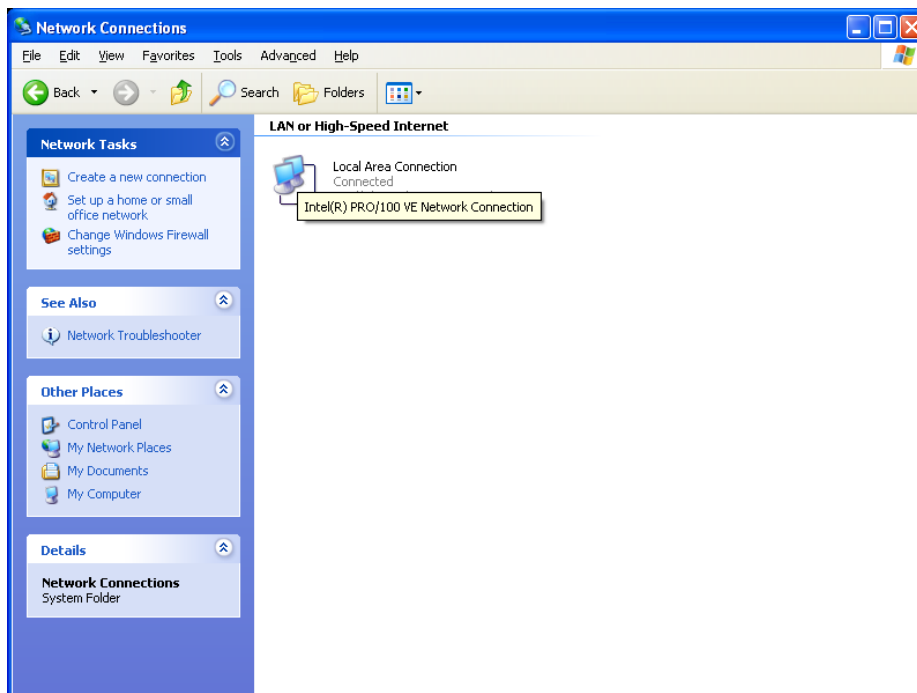 Network Connections
File Edit View Favorites Tools Advanced Help
Back Search Folders
LAN or High-Speed Internet
Network Tasks
Create a new connection
Set up a home or small
office network
Change Windows Firewall
settings
Local Area Connection
Connected
Intel(R) PRO/100 VE Network Connection
See Also
Network Troubleshooter
Other Places
Control Panel
My Network Places
My Documents
My Computer
Details
Network Connections
System Folder